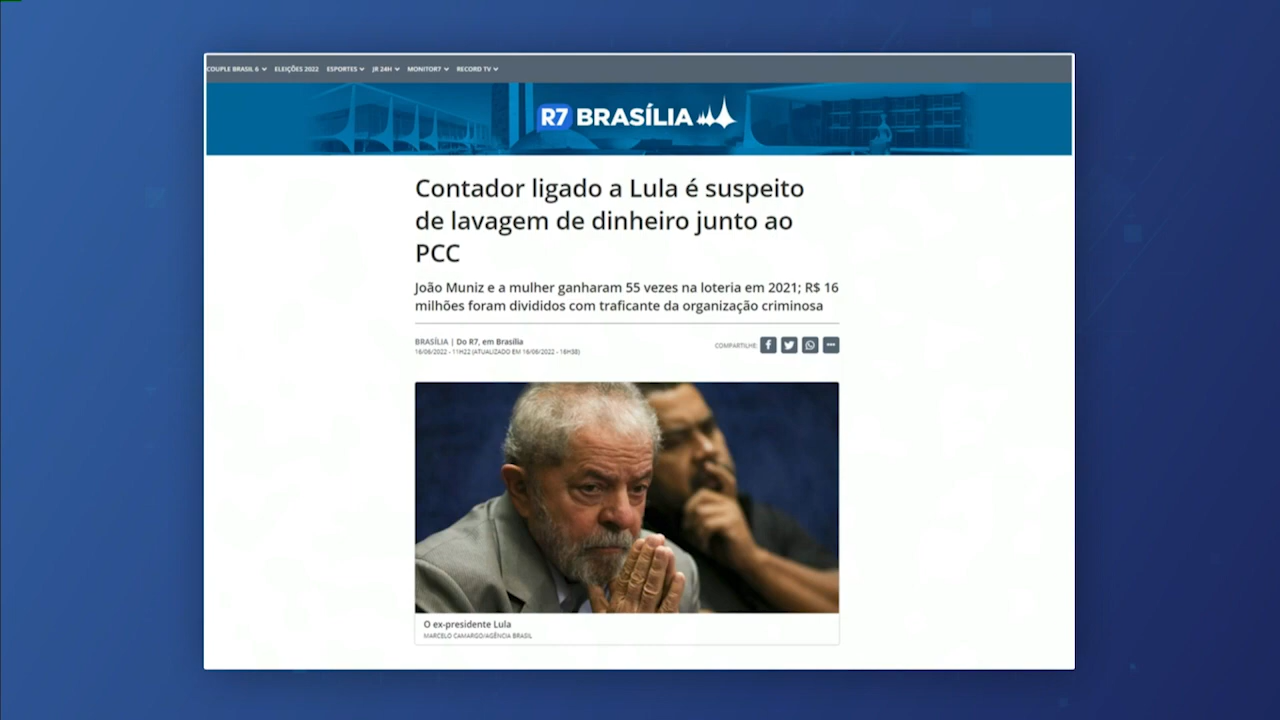 COUPLE BRASIL 6 ELEIÇÕES 2022 ESPORTES JR 24H MONITOR7 RECORD TV
R7 BRASÍLIA
Contador ligado a Lula é suspeito
de lavagem de dinheiro junto ao
PCC
João Muniz e a mulher ganharam 55 vezes na loteria em 2021; R$ 16
milhões foram divididos com traficante da organização criminosa
BRASÍLIA | Do R7, em Brasília
16/06/2022 - 11H22 (ATUALIZADO EM 16/06/2022 - 16H38)
COMPARTILHE:
O ex-presidente Lula
MARCELO CAMARGO/AGÊNCIA BRASIL